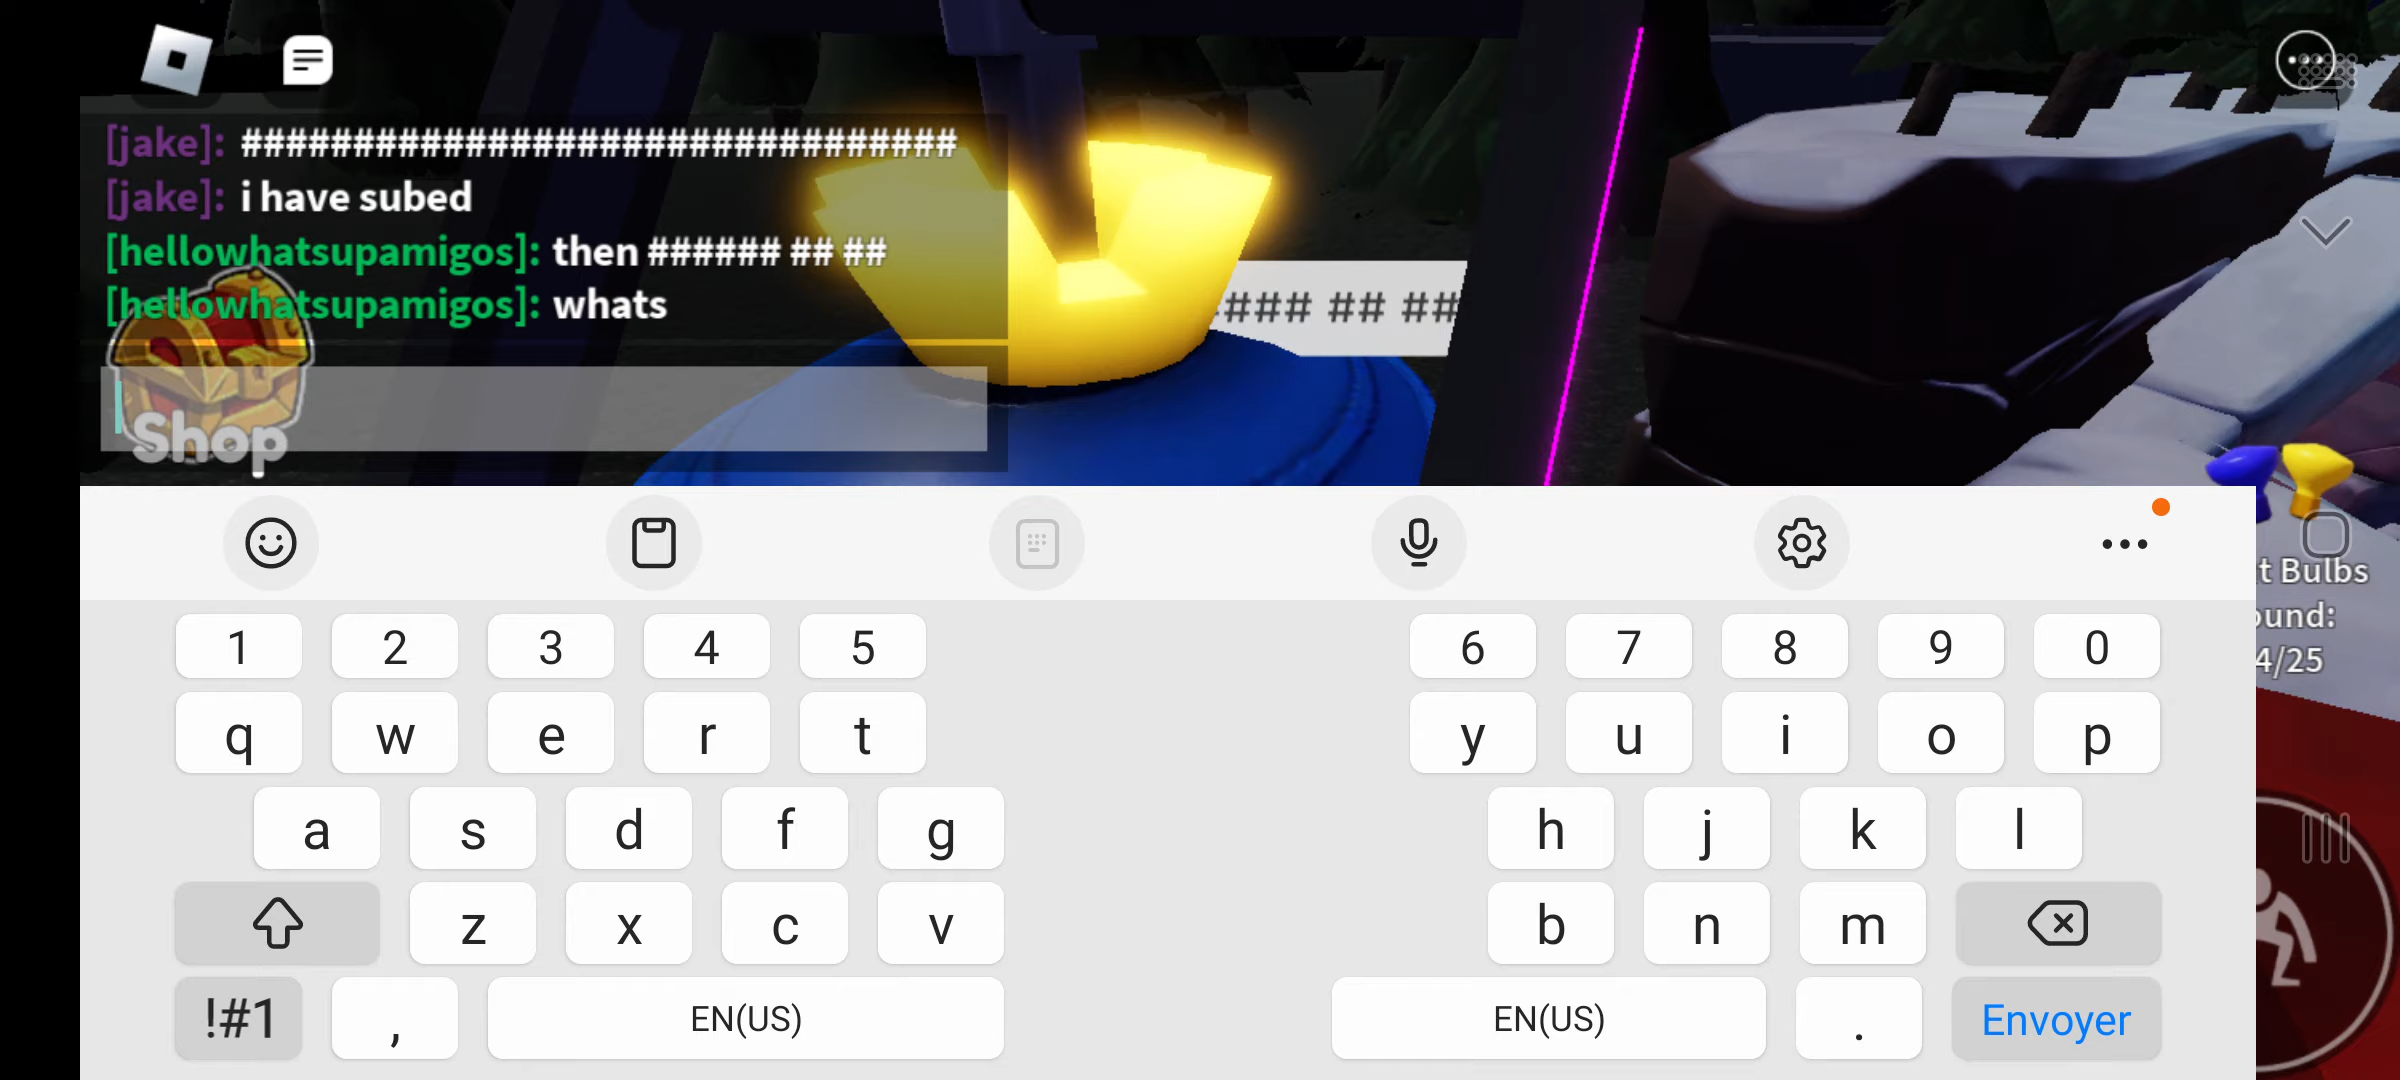 [jake]: ################################
[jake]: i have subed
[hellowhatsupamigos]: then ###### ## ##
[hellowhatsupamigos]: whats
### ## ##
Shop
t Bulbs
ound:
4/25
1 2 3 4 5 6 7 8 9 0
q w e r t y u i o p
a s d f g h j k l
z x c v b n m
!#1 , EN(US) EN(US) . Envoyer